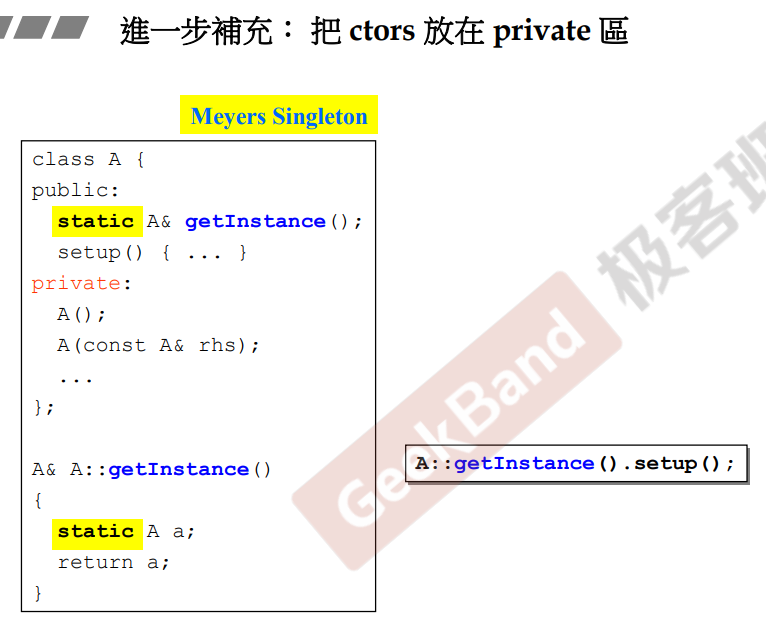 進一步補充： 把 ctors 放在 private 區
Meyers Singleton
class A {
public:
static A& getInstance();
setup() { ... }
private:
A();
A(const A& rhs);
...
};
A& A::getInstance()
{
static A a;
return a;
}
A::getInstance().setup();
GeekBand 极客班